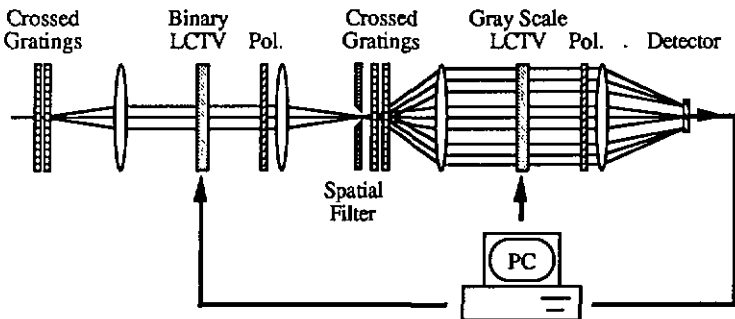 Crossed
Gratings
Binary
LCTV
Pol.
Crossed
Gratings
Gray Scale
LCTV
Pol.
Detector
Spatial
Filter
PC